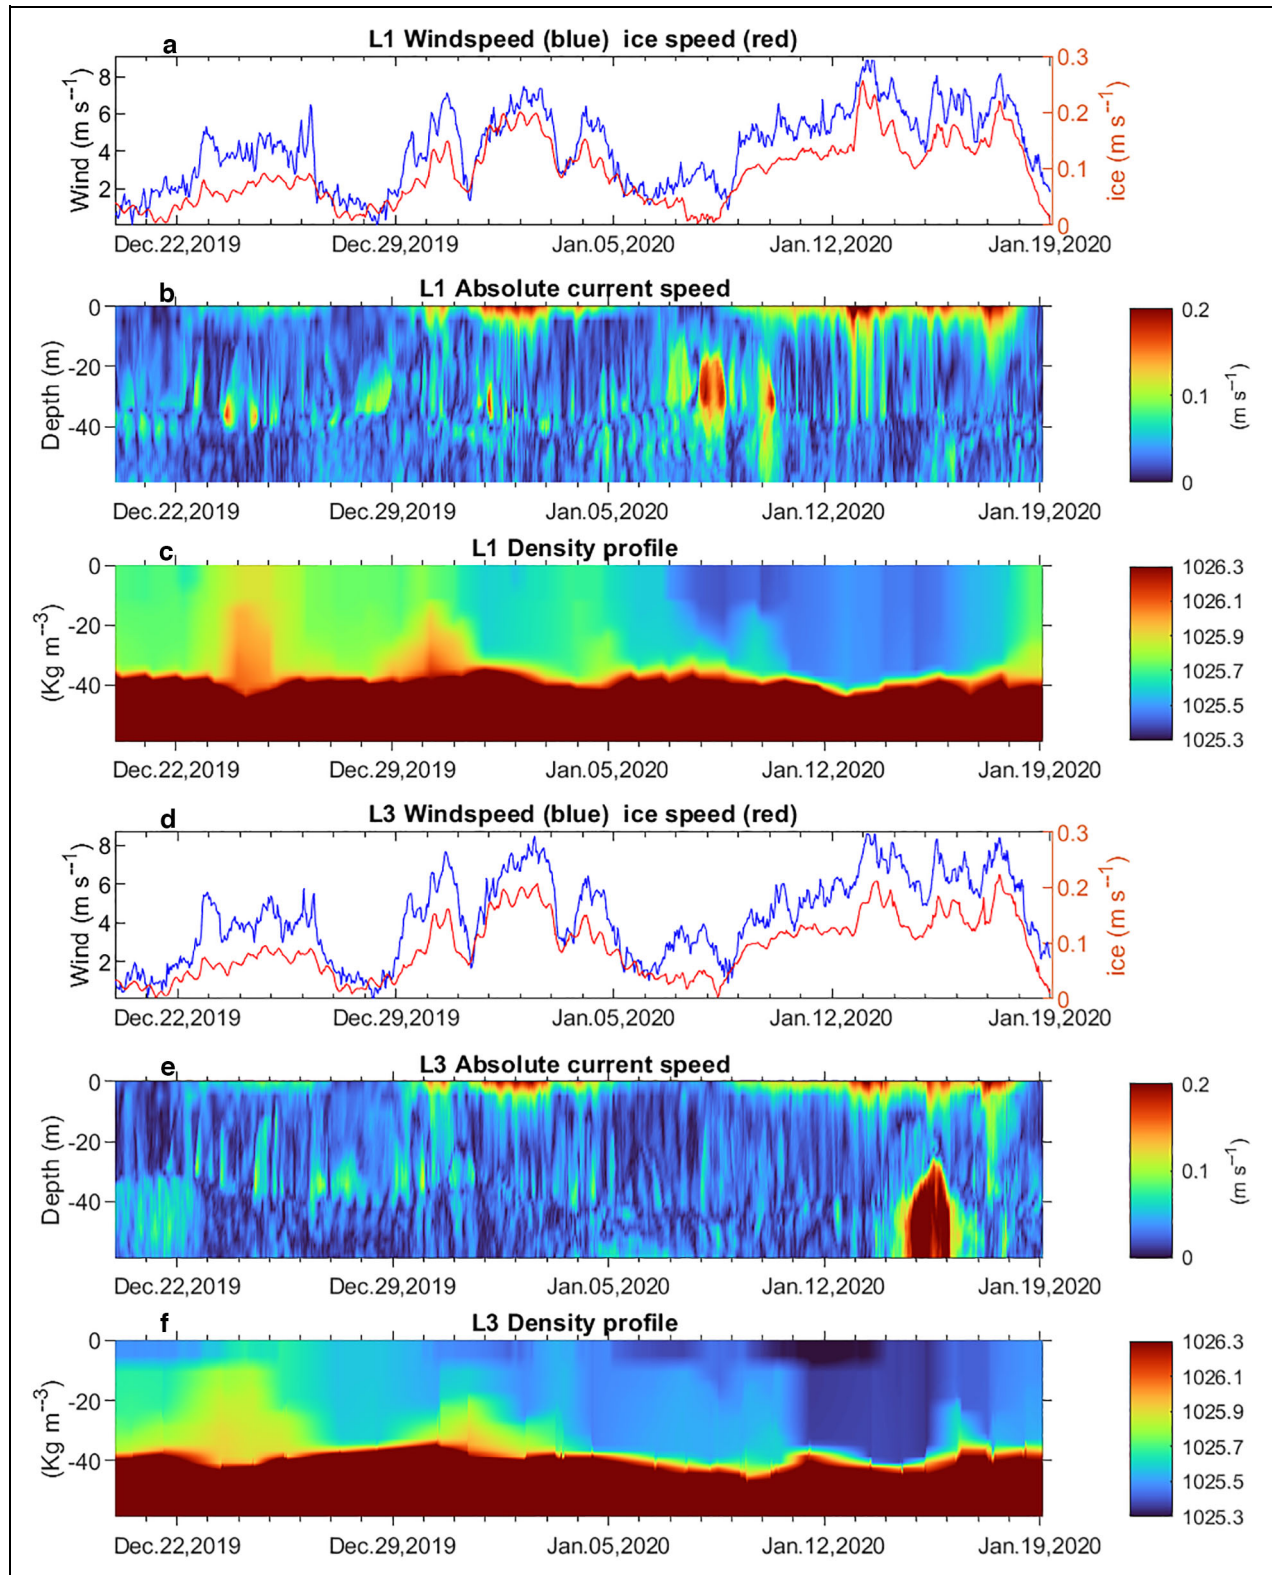 a L1 Windspeed (blue) ice speed (red)
8
6
4
2
Wind (m s⁻¹)
0.3
0.2
0.1
0
ice (m s⁻¹)
Dec.22,2019 Dec.29,2019 Jan.05,2020 Jan.12,2020 Jan.19,2020
b L1 Absolute current speed
0
-20
-40
Depth (m)
0.2
0.1
0
(m s⁻¹)
Dec.22,2019 Dec.29,2019 Jan.05,2020 Jan.12,2020 Jan.19,2020
c L1 Density profile
0
-20
-40
(Kg m⁻³)
1026.3
1026.1
1025.9
1025.7
1025.5
1025.3
Dec.22,2019 Dec.29,2019 Jan.05,2020 Jan.12,2020 Jan.19,2020
d L3 Windspeed (blue) ice speed (red)
8
6
4
2
Wind (m s⁻¹)
0.3
0.2
0.1
0
ice (m s⁻¹)
Dec.22,2019 Dec.29,2019 Jan.05,2020 Jan.12,2020 Jan.19,2020
e L3 Absolute current speed
0
-20
-40
Depth (m)
0.2
0.1
0
(m s⁻¹)
Dec.22,2019 Dec.29,2019 Jan.05,2020 Jan.12,2020 Jan.19,2020
f L3 Density profile
0
-20
-40
(Kg m⁻³)
1026.3
1026.1
1025.9
1025.7
1025.5
1025.3
Dec.22,2019 Dec.29,2019 Jan.05,2020 Jan.12,2020 Jan.19,2020